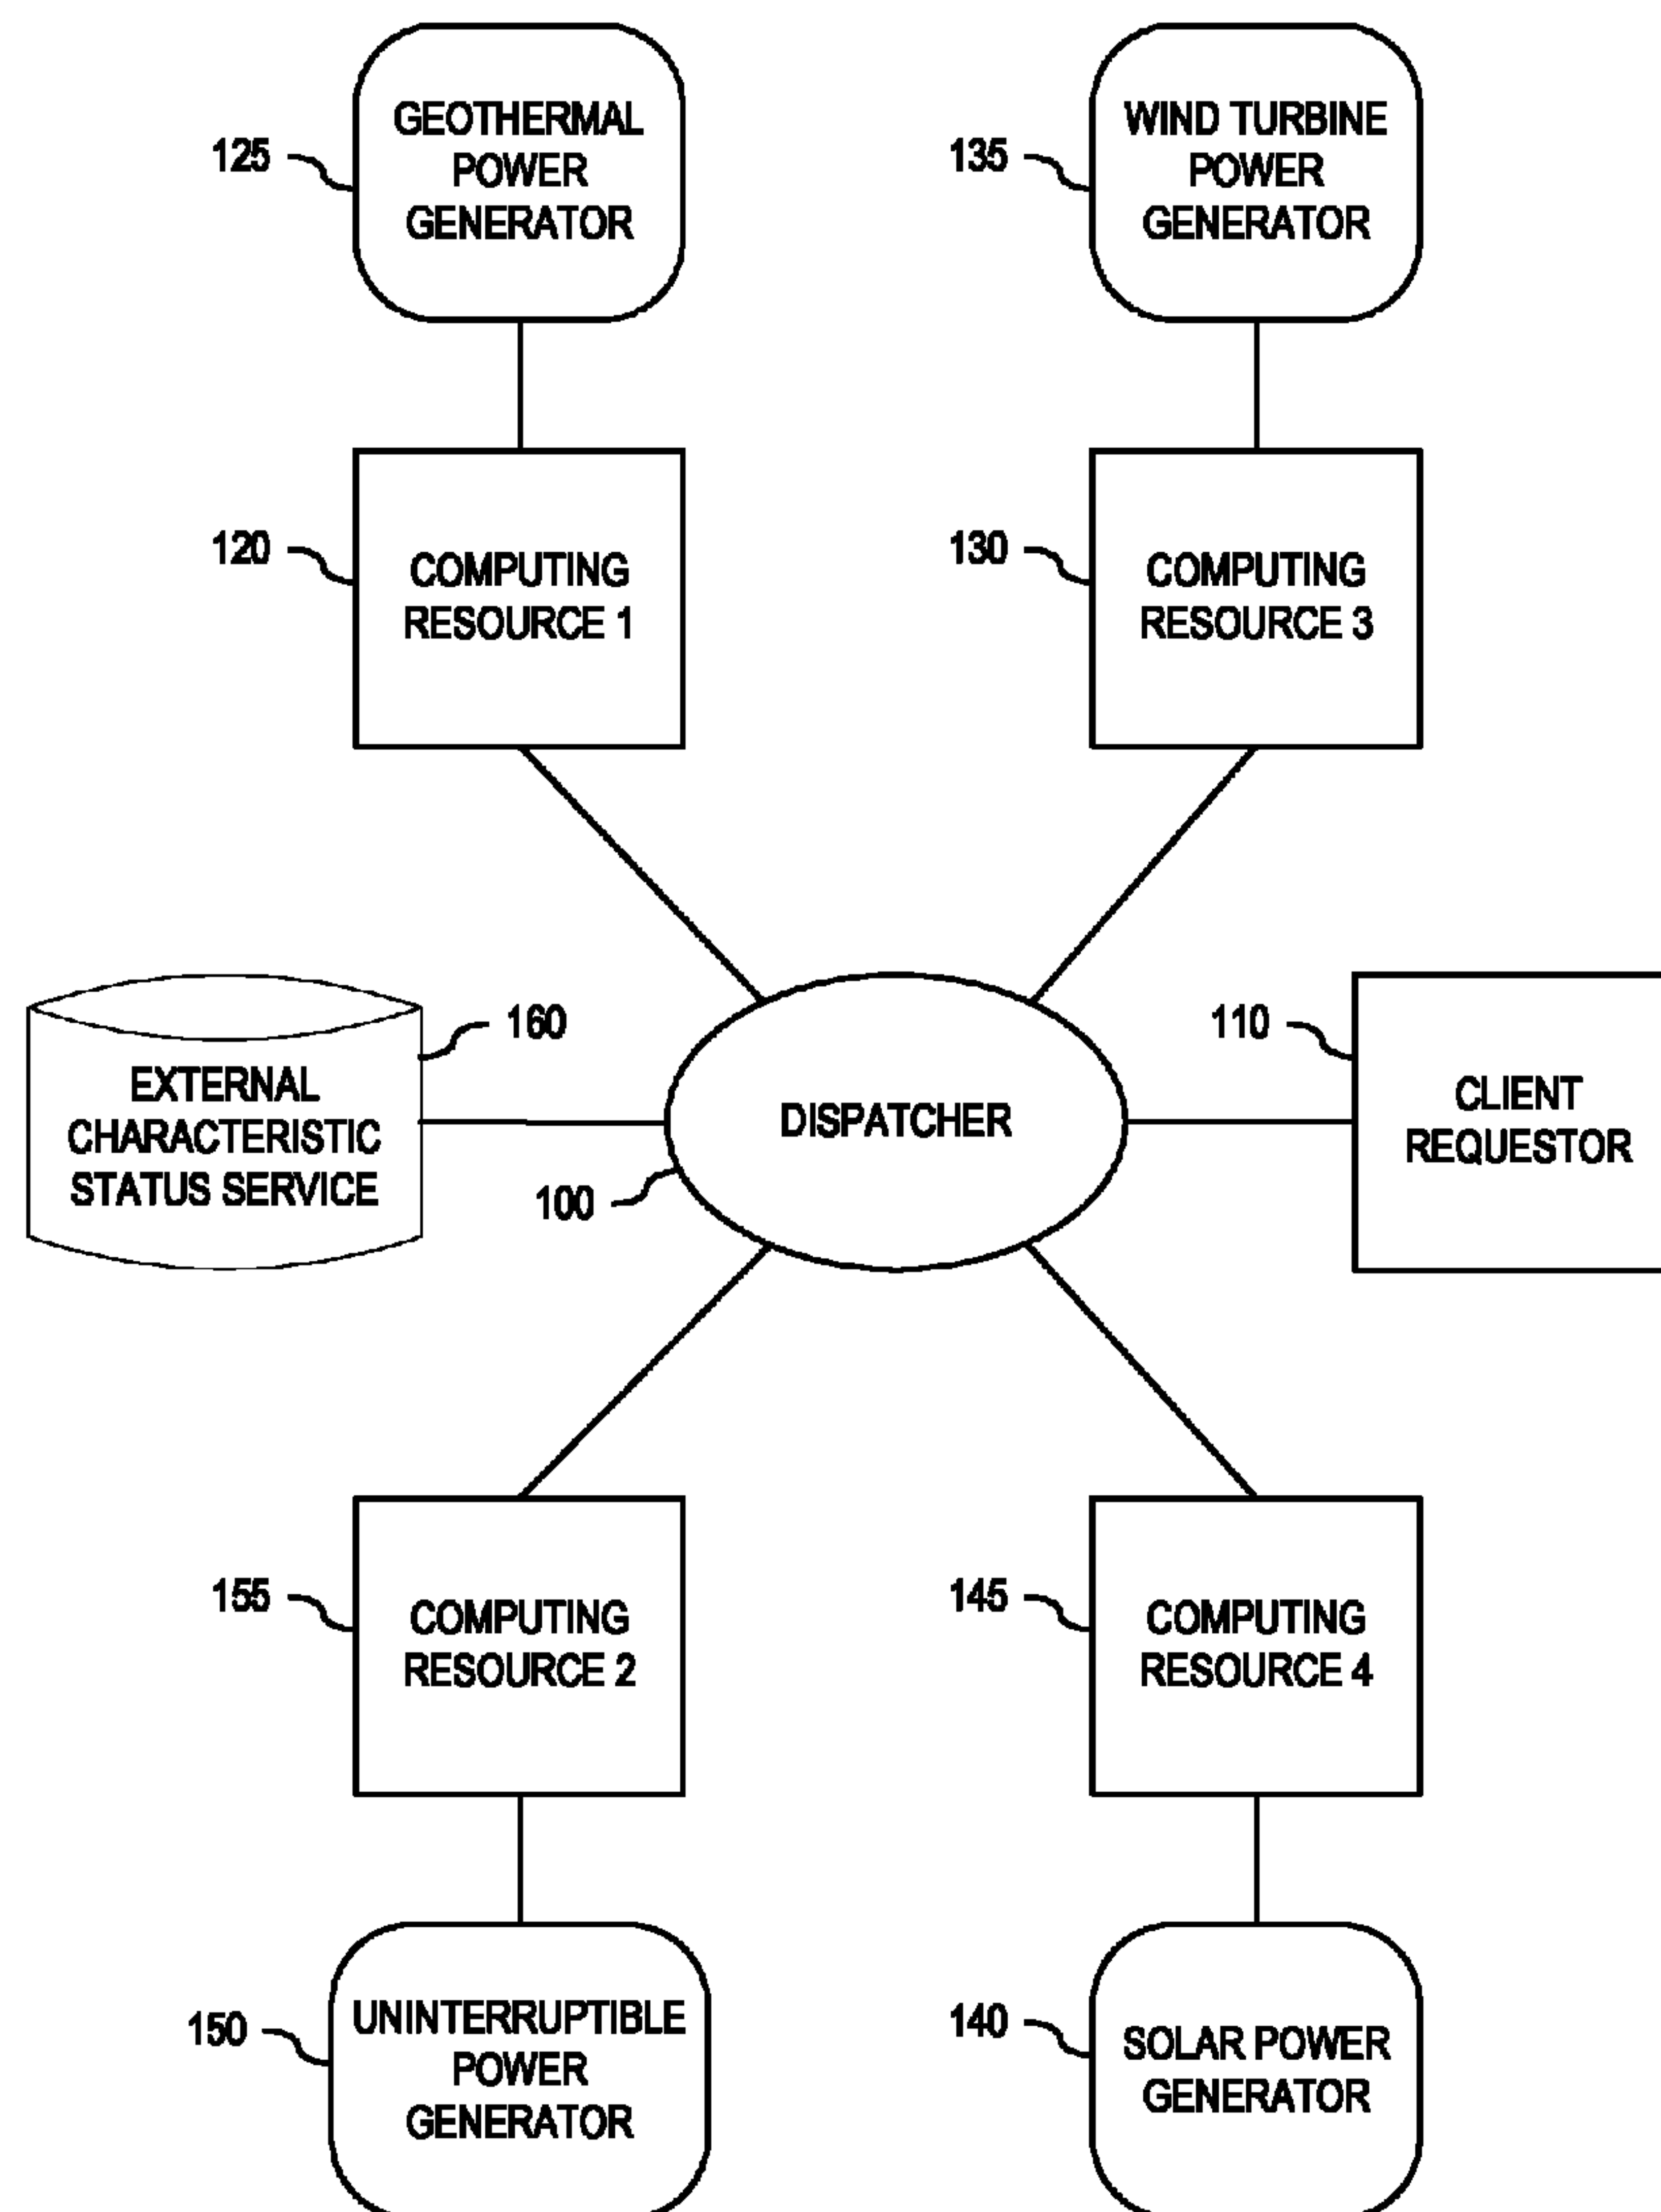 GEOTHERMAL
POWER
GENERATOR
125
WIND TURBINE
POWER
GENERATOR
135
120
COMPUTING
RESOURCE 1
130
COMPUTING
RESOURCE 3
160
EXTERNAL
CHARACTERISTIC
STATUS SERVICE
DISPATCHER
100
110
CLIENT
REQUESTOR
155
COMPUTING
RESOURCE 2
145
COMPUTING
RESOURCE 4
150
UNINTERRUPTIBLE
POWER
GENERATOR
140
SOLAR POWER
GENERATOR